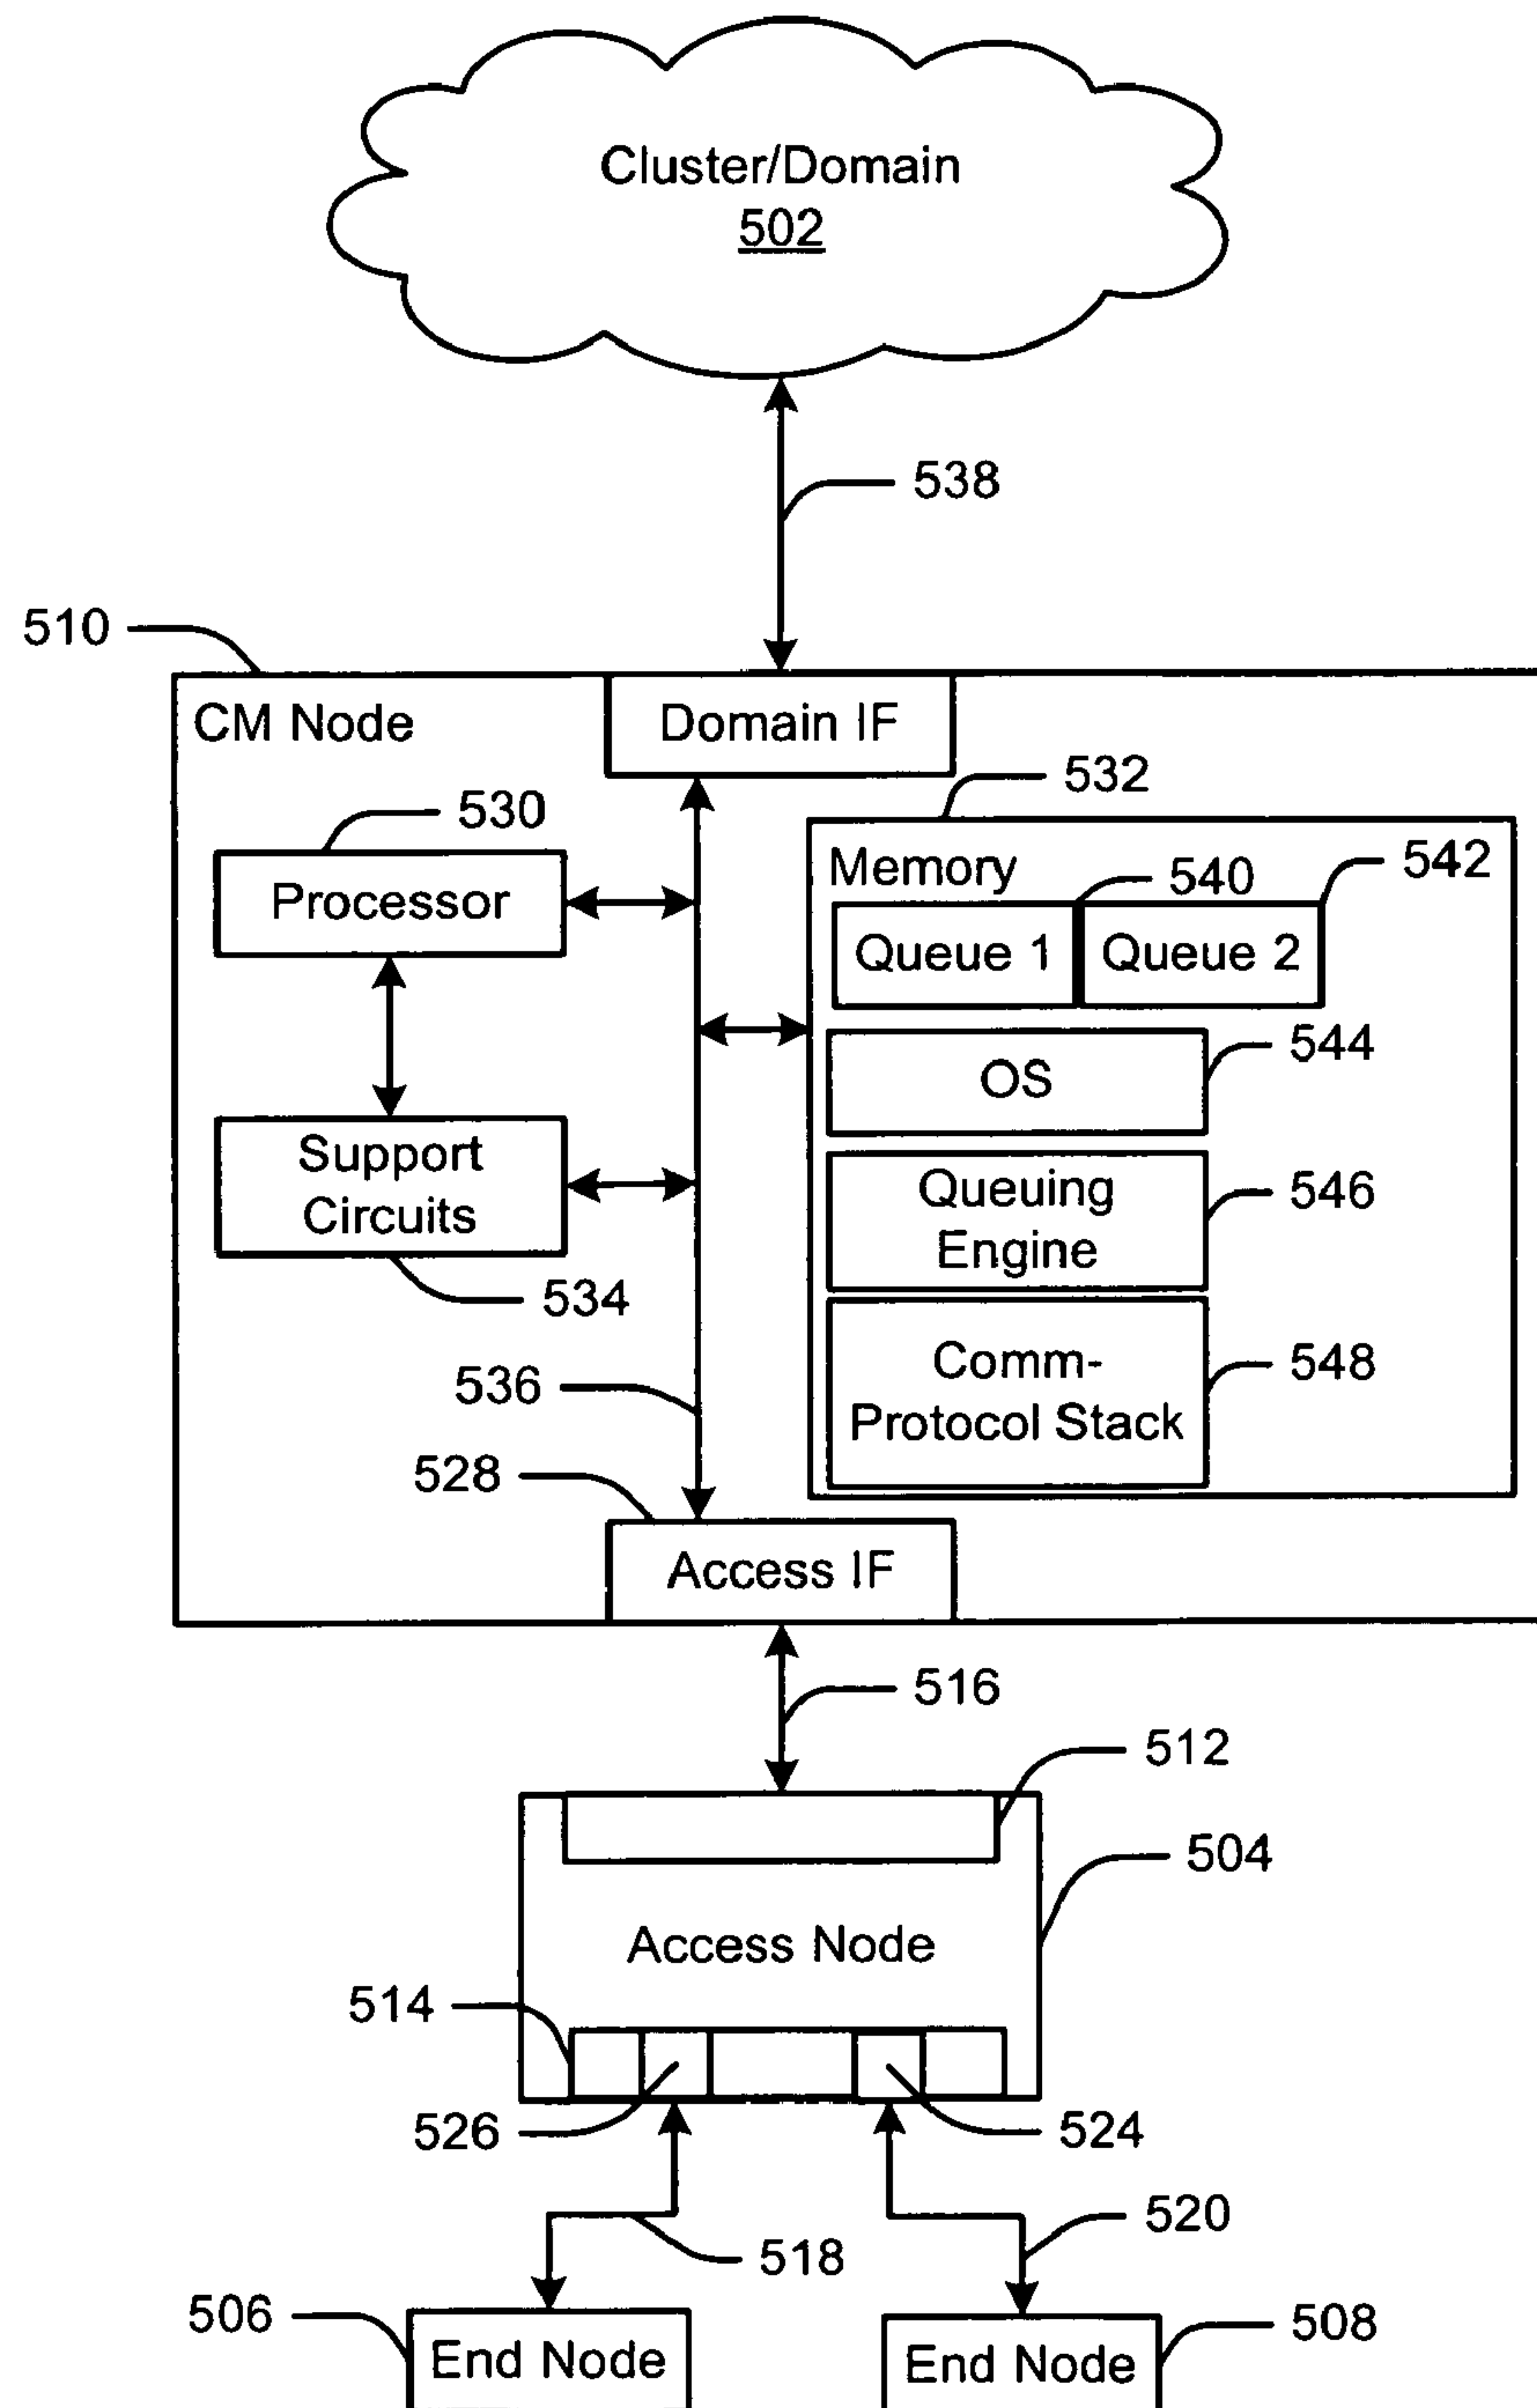 Cluster/Domain
502
538
510
CM Node
Domain IF
532
530
Memory
540
542
Processor
Queue 1
Queue 2
544
OS
Support
Circuits
Queuing
Engine
546
534
Comm-
Protocol Stack
548
536
528
Access IF
516
512
504
Access Node
514
526
524
520
518
506
End Node
End Node
508